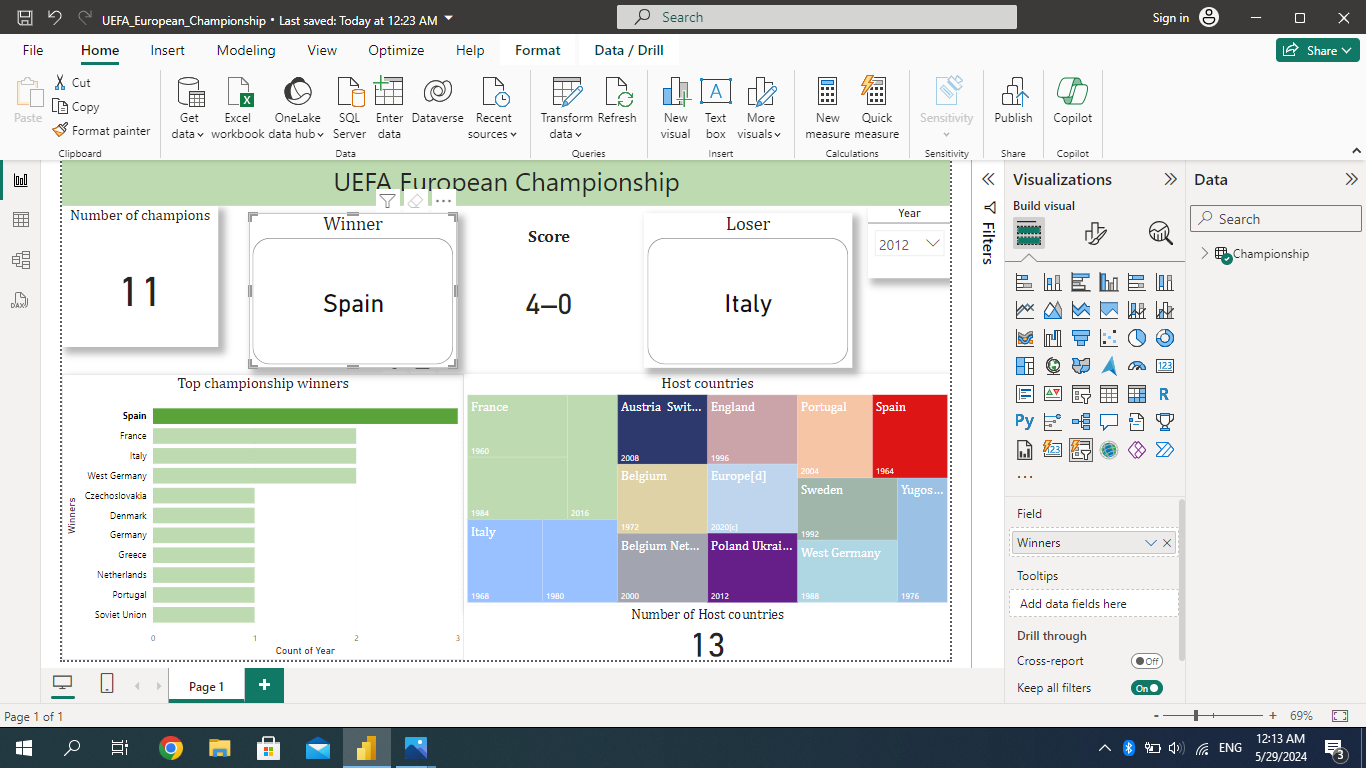 UEFA_European_Championship • Last saved: Today at 12:23 AM
Search
Sign in
File Home Insert Modeling View Optimize Help Format Data / Drill
Share
Paste
Cut
Copy
Format painter
Clipboard
Get data
Excel workbook
OneLake data hub
SQL Server
Enter data
Dataverse
Recent sources
Data
Transform data
Refresh
Queries
New visual
Text box
More visuals
Insert
New measure
Quick measure
Calculations
Sensitivity
Sensitivity
Publish
Share
Copilot
Copilot
UEFA European Championship
Number of champions
11
Winner
Spain
Score
4–0
Loser
Italy
Year
2012
Top championship winners
Winners
Spain
France
Italy
West Germany
Czechoslovakia
Denmark
Germany
Greece
Netherlands
Portugal
Soviet Union
0 1 2 3
Count of Year
Host countries
France
1960
1984
2016
Italy
1968
1980
Austria Swit...
2008
Belgium
1972
Belgium Net...
2000
England
1996
Europe[d]
2020[c]
Poland Ukrai...
2012
Portugal
2004
Spain
1964
Sweden
1992
West Germany
1988
Yugos...
1976
Number of Host countries
13
Filters
Visualizations
Build visual
123
R
Py
123
...
Field
Winners
Tooltips
Add data fields here
Drill through
Cross-report
Off
Keep all filters
On
Data
Search
Championship
DAX
Page 1
+
Page 1 of 1
- + 69%
ENG
12:13 AM
5/29/2024
3